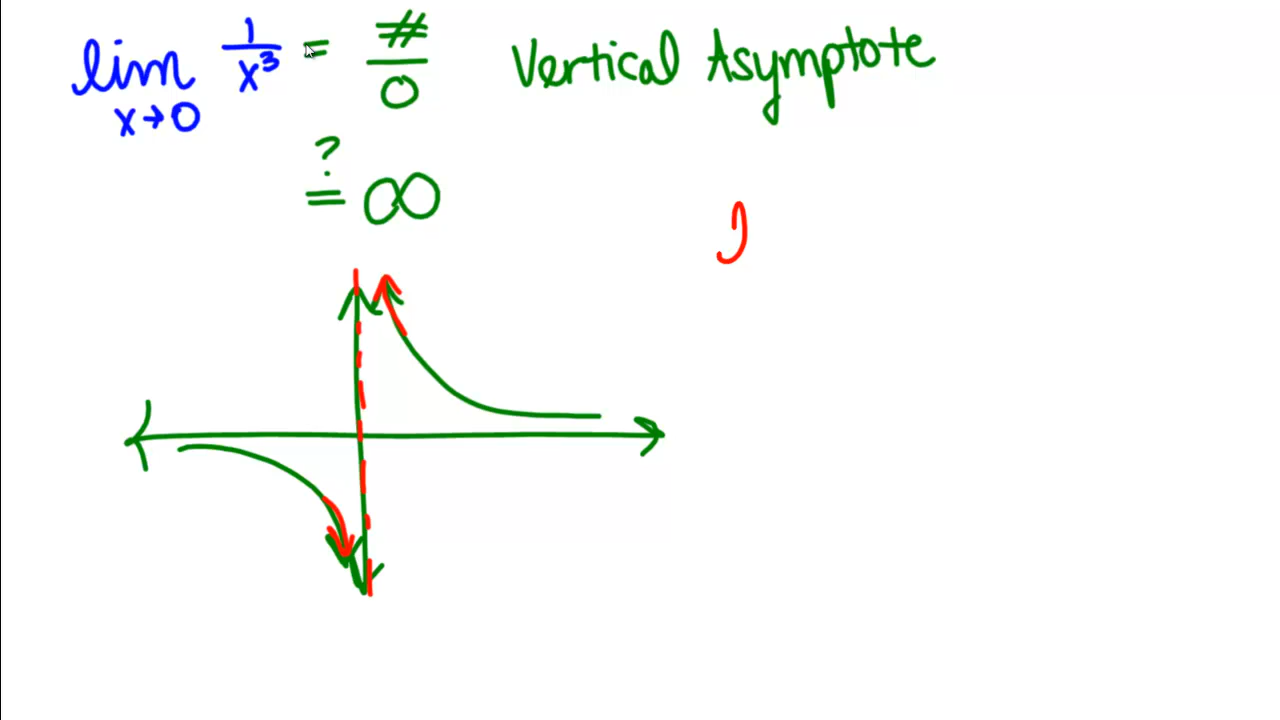 lim x→0 1/x³ = #/0 Vertical Asymptote
?= ∞